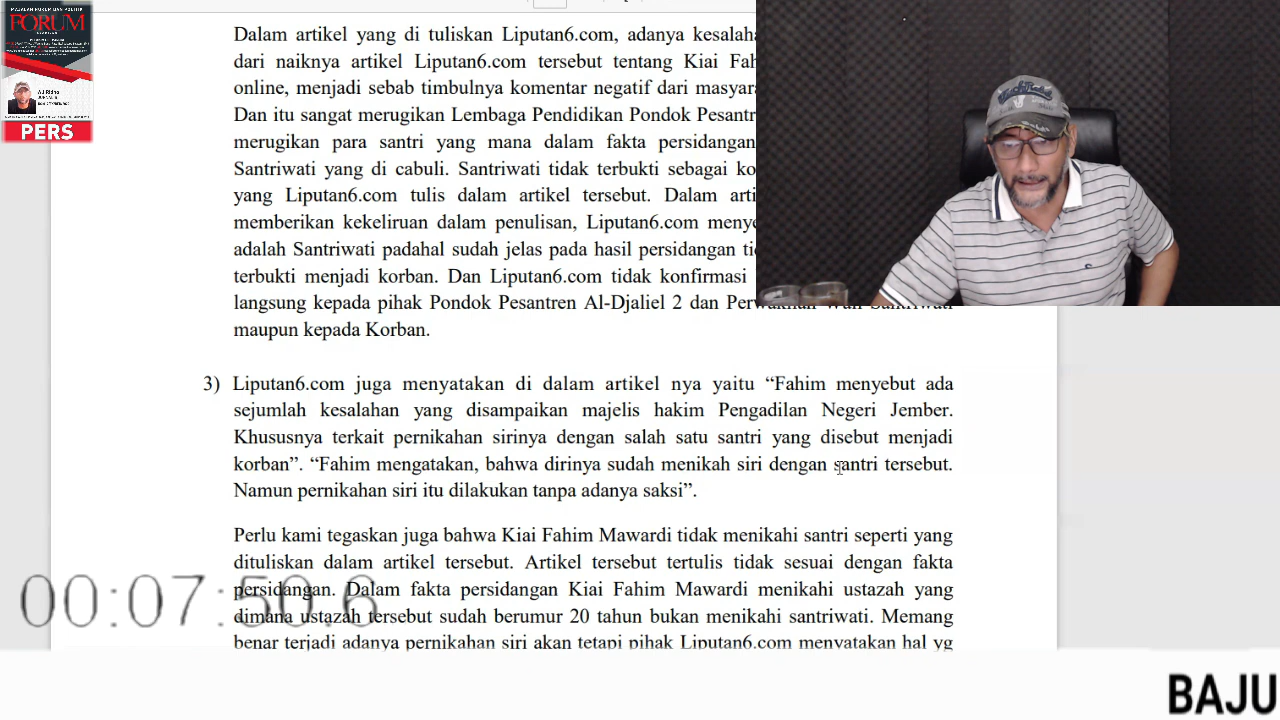 FORUM
PERS
Dalam artikel yang di tuliskan Liputan6.com, adanya
dari naiknya artikel Liputan6.com tersebut tentang Kiai
online, menjadi sebab timbulnya komentar negatif dari
Dan itu sangat merugikan Lembaga Pendidikan Pondok
merugikan para santri yang mana dalam fakta persidangan
Santriwati yang di cabuli. Santriwati tidak terbukti sebagai
yang Liputan6.com tulis dalam artikel tersebut. Dalam
memberikan kekeliruan dalam penulisan, Liputan6.com
adalah Santriwati padahal sudah jelas pada hasil persidangan
terbukti menjadi korban. Dan Liputan6.com tidak konfirmasi
langsung kepada pihak Pondok Pesantren Al-Djaliel 2 dan
maupun kepada Korban.
3) Liputan6.com juga menyatakan di dalam artikel nya yaitu “Fahim menyebut ada
sejumlah kesalahan yang disampaikan majelis hakim Pengadilan Negeri Jember.
Khususnya terkait pernikahan sirinya dengan salah satu santri yang disebut menjadi
korban”. “Fahim mengatakan, bahwa dirinya sudah menikah siri dengan santri tersebut.
Namun pernikahan siri itu dilakukan tanpa adanya saksi”.
Perlu kami tegaskan juga bahwa Kiai Fahim Mawardi tidak menikahi santri seperti yang
dituliskan dalam artikel tersebut. Artikel tersebut tertulis tidak sesuai dengan fakta
persidangan. Dalam fakta persidangan Kiai Fahim Mawardi menikahi ustazah yang
dimana ustazah tersebut sudah berumur 20 tahun bukan menikahi santriwati. Memang
benar terjadi adanya pernikahan siri akan tetapi pihak Liputan6.com menyatakan hal yg
00:07:50.6
BAJU